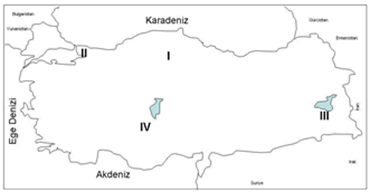 Bulgaristan
Karadeniz
Gürcistan
Yunanistan
II
I
Ermenistan
Ege Denizi
IV
III
İran
Akdeniz
Suriye
Irak